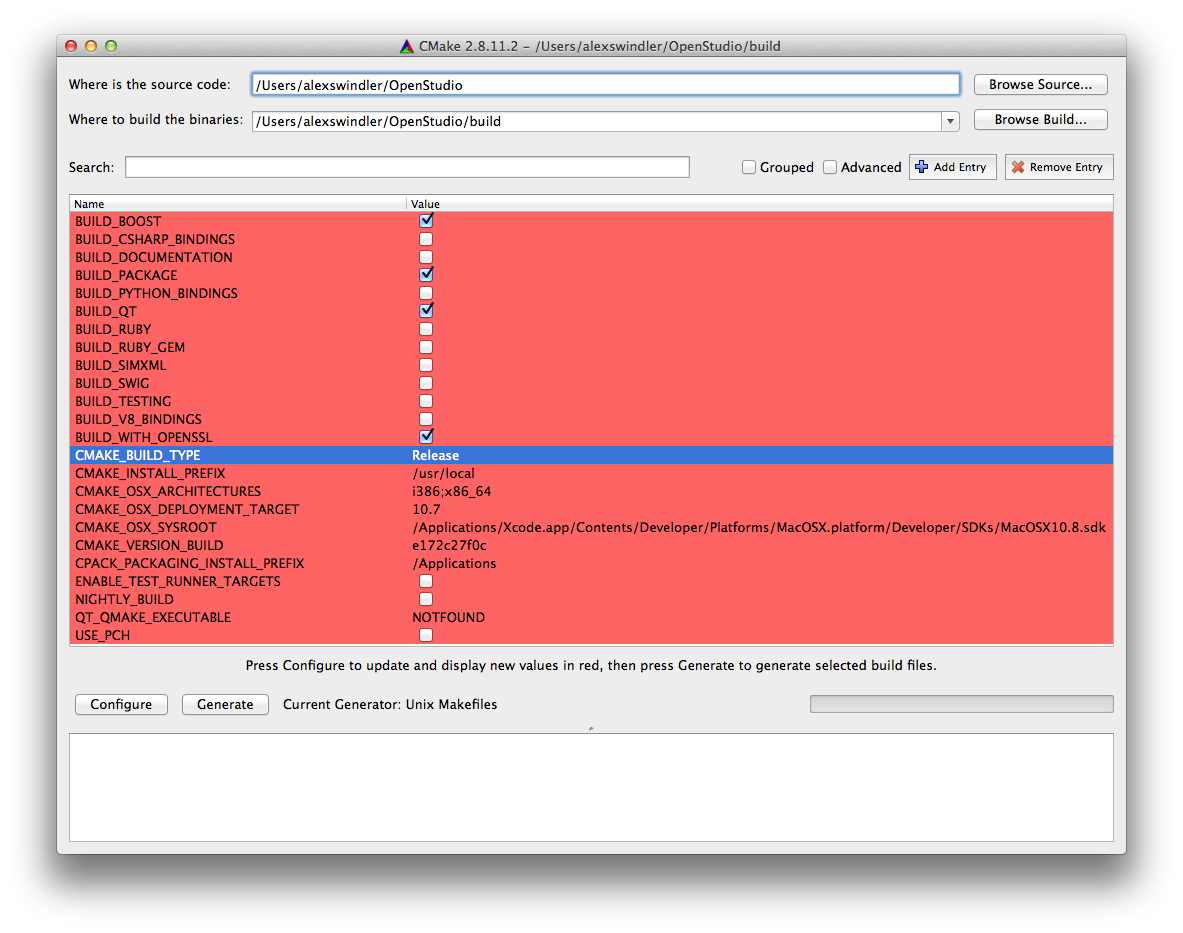 CMake 2.8.11.2 - /Users/alexswindler/OpenStudio/build
Where is the source code: /Users/alexswindler/OpenStudio Browse Source...
Where to build the binaries: /Users/alexswindler/OpenStudio/build Browse Build...
Search: Grouped Advanced Add Entry Remove Entry
Name Value
BUILD_BOOST
BUILD_CSHARP_BINDINGS
BUILD_DOCUMENTATION
BUILD_PACKAGE
BUILD_PYTHON_BINDINGS
BUILD_QT
BUILD_RUBY
BUILD_RUBY_GEM
BUILD_SIMXML
BUILD_SWIG
BUILD_TESTING
BUILD_V8_BINDINGS
BUILD_WITH_OPENSSL
CMAKE_BUILD_TYPE Release
CMAKE_INSTALL_PREFIX /usr/local
CMAKE_OSX_ARCHITECTURES i386;x86_64
CMAKE_OSX_DEPLOYMENT_TARGET 10.7
CMAKE_OSX_SYSROOT /Applications/Xcode.app/Contents/Developer/Platforms/MacOSX.platform/Developer/SDKs/MacOSX10.8.sdk
CMAKE_VERSION_BUILD e172c27f0c
CPACK_PACKAGING_INSTALL_PREFIX /Applications
ENABLE_TEST_RUNNER_TARGETS
NIGHTLY_BUILD
QT_QMAKE_EXECUTABLE NOTFOUND
USE_PCH
Press Configure to update and display new values in red, then press Generate to generate selected build files.
Configure Generate Current Generator: Unix Makefiles